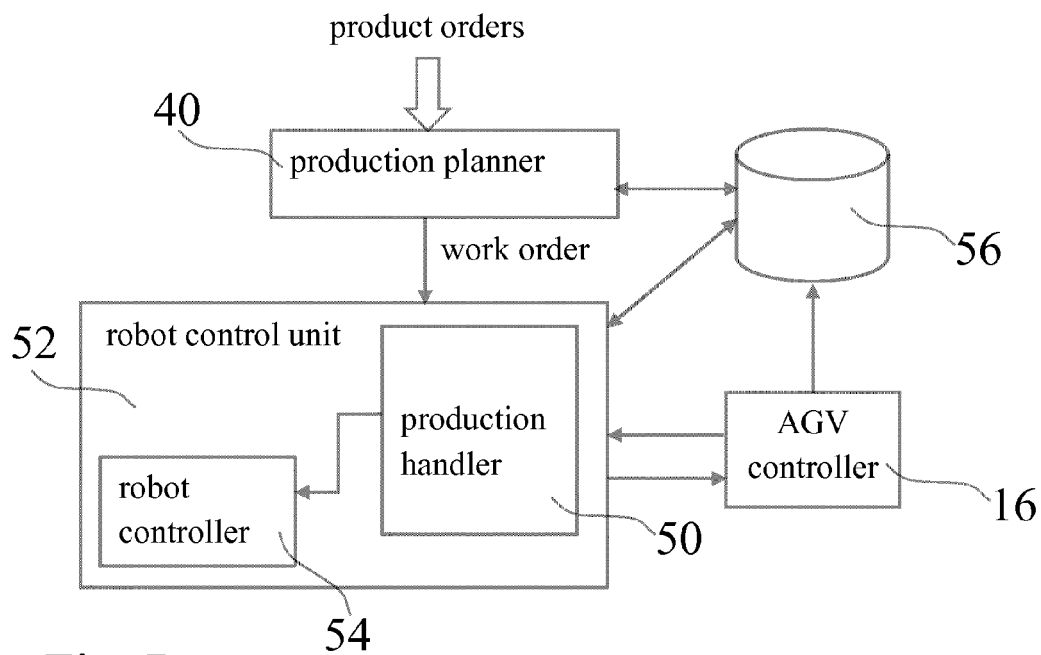 product orders
40
production planner
56
work order
robot control unit
52
production
handler
AGV
controller
robot
controller
16
50
54